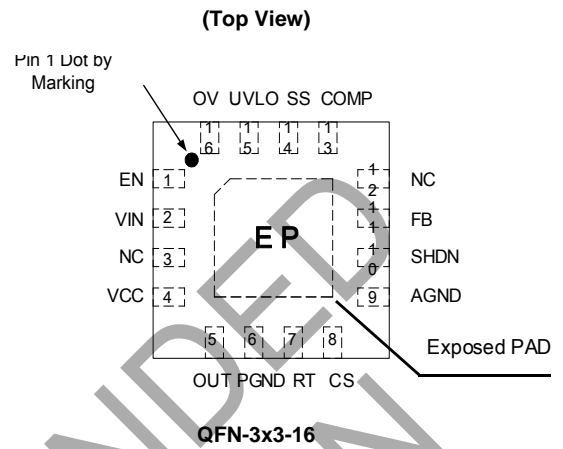 (Top View)
Pin 1 Dot by
Marking
OV UVLO SS COMP
16 15 14 13
EN 1
12 NC
VIN 2
11 FB
NC 3
10 SHDN
VCC 4
9 AGND
EP
5 6 7 8
OUT PGND RT CS
Exposed PAD
QFN-3x3-16